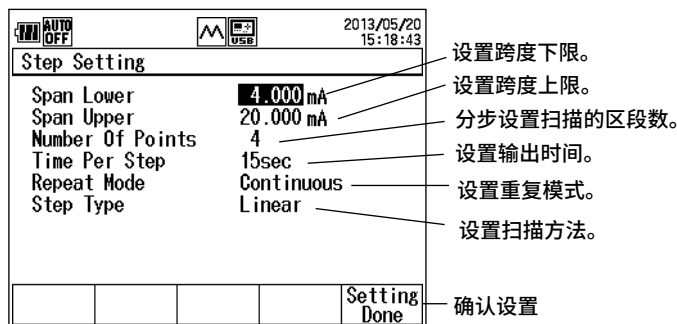 AUTO
OFF
USB
2013/05/20
15:18:43
Step Setting
Span Lower 4.000 mA 设置跨度下限。
Span Upper 20.000 mA 设置跨度上限。
Number Of Points 4 分步设置扫描的区段数。
Time Per Step 15sec 设置输出时间。
Repeat Mode Continuous 设置重复模式。
Step Type Linear 设置扫描方法。
Setting
Done
确认设置